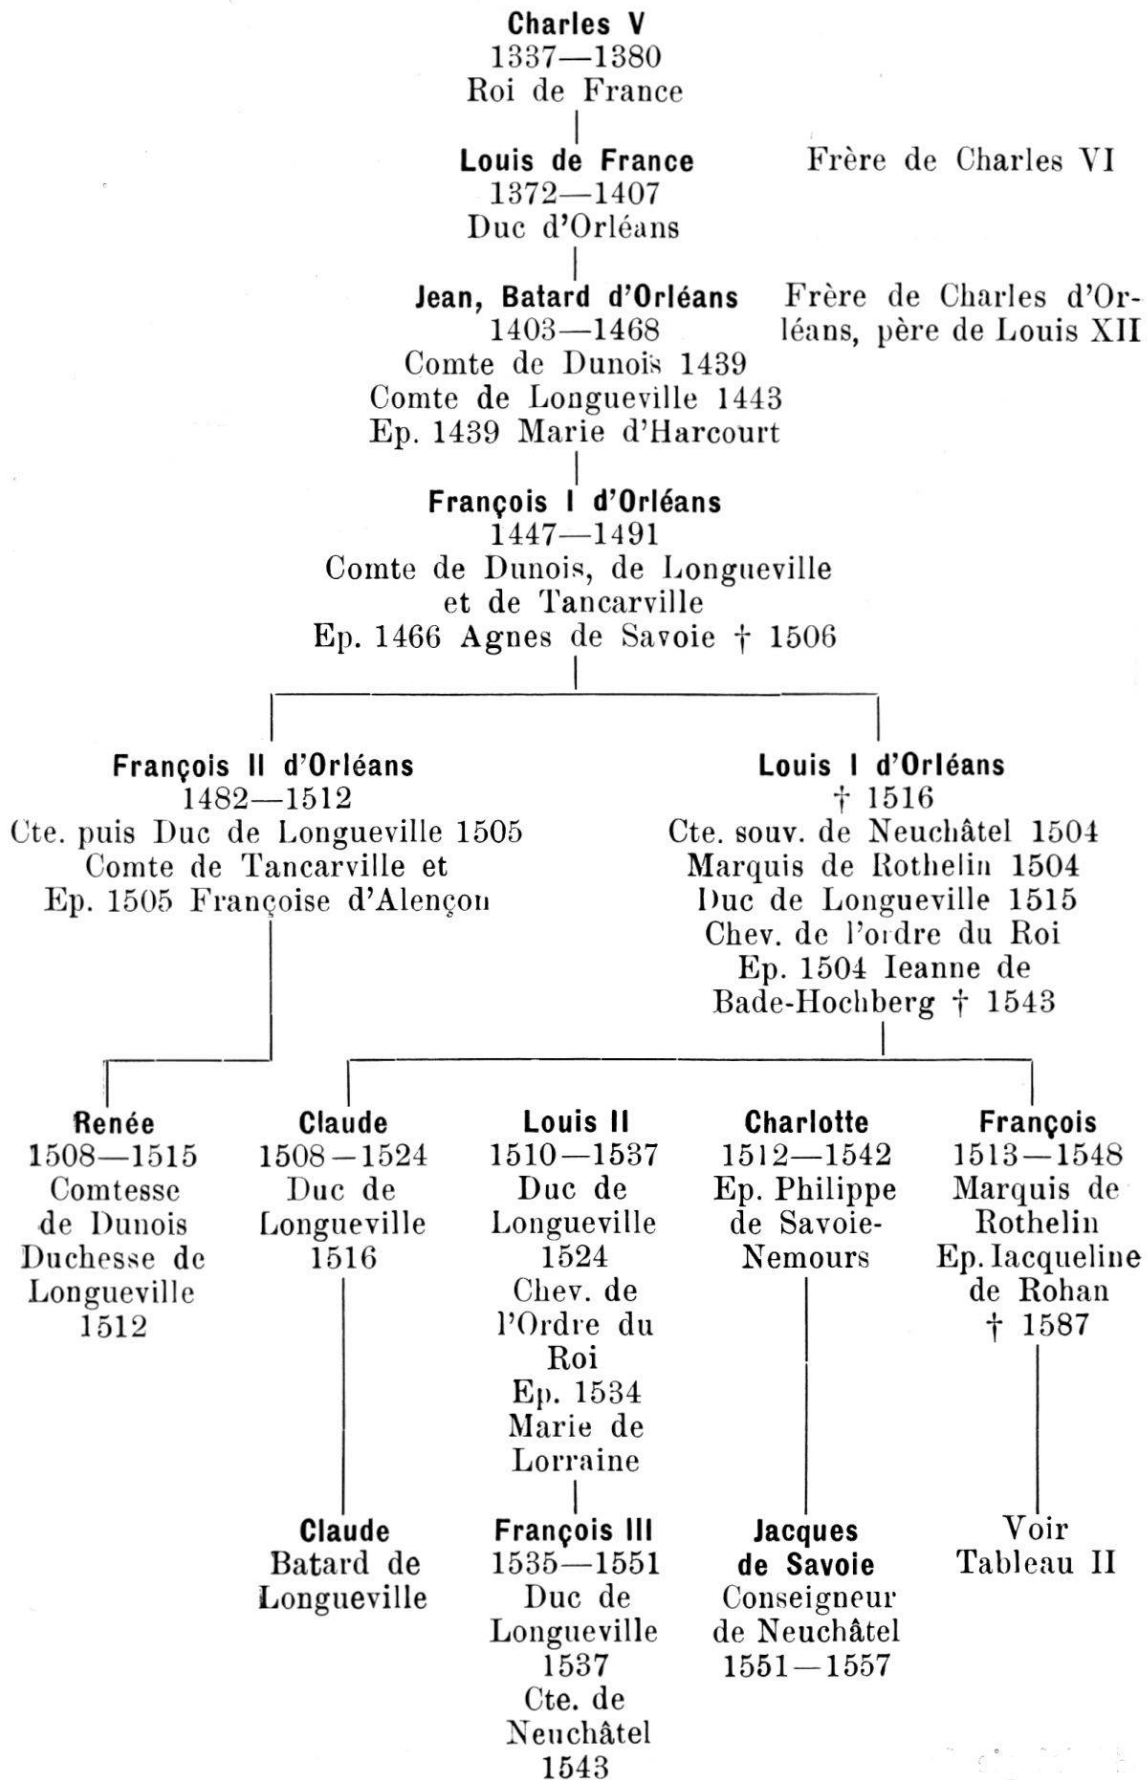 Charles V
1337—1380
Roi de France
Louis de France
1372—1407
Duc d'Orléans
Frère de Charles VI
Jean, Batard d'Orléans
1403—1468
Comte de Dunois 1439
Comte de Longueville 1443
Ep. 1439 Marie d'Harcourt
Frère de Charles d'Or-
léans, père de Louis XII
François I d'Orléans
1447—1491
Comte de Dunois, de Longueville
et de Tancarville
Ep. 1466 Agnes de Savoie † 1506
François II d'Orléans
1482—1512
Cte. puis Duc de Longueville 1505
Comte de Tancarville et
Ep. 1505 Françoise d'Alençon
Louis I d'Orléans
† 1516
Cte. souv. de Neuchâtel 1504
Marquis de Rothelin 1504
Duc de Longueville 1515
Chev. de l'ordre du Roi
Ep. 1504 Ieanne de
Bade-Hochberg † 1543
Renée
1508—1515
Comtesse
de Dunois
Duchesse de
Longueville
1512
Claude
1508—1524
Duc de
Longueville
1516
Louis II
1510—1537
Duc de
Longueville
1524
Chev. de
l'Ordre du
Roi
Ep. 1534
Marie de
Lorraine
Charlotte
1512—1542
Ep. Philippe
de Savoie-
Nemours
François
1513—1548
Marquis de
Rothelin
Ep. Iacqueline
de Rohan
† 1587
Claude
Batard de
Longueville
François III
1535—1551
Duc de
Longueville
1537
Cte. de
Neuchâtel
1543
Jacques
de Savoie
Conseigneur
de Neuchâtel
1551—1557
Voir
Tableau II